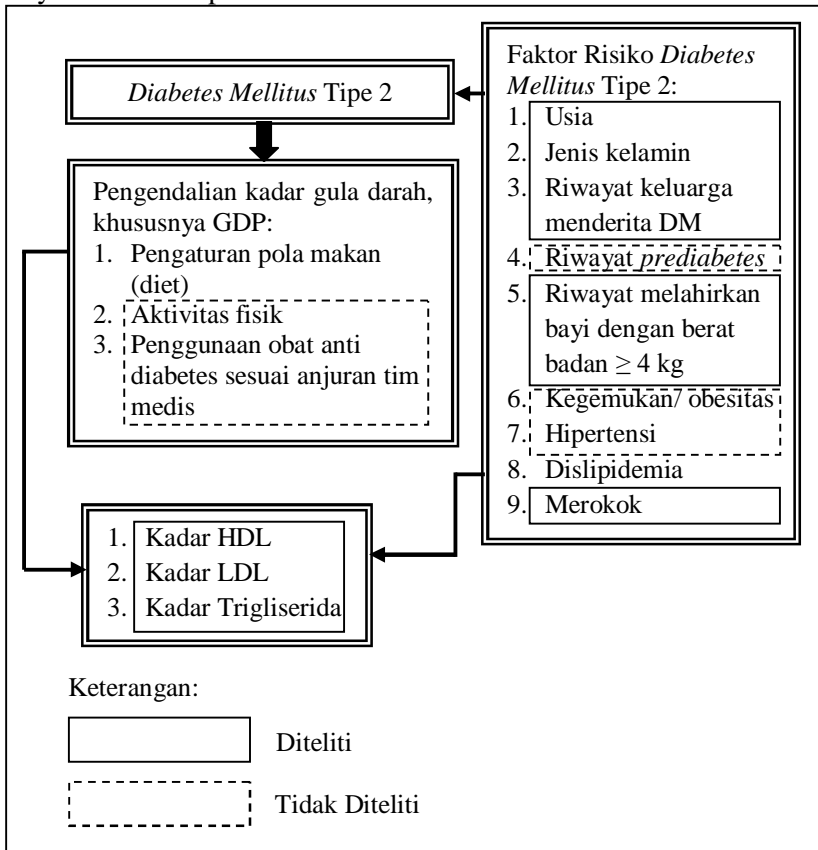 Diabetes Mellitus Tipe 2
Pengendalian kadar gula darah,
khususnya GDP:
1. Pengaturan pola makan
(diet)
2. Aktivitas fisik
3. Penggunaan obat anti
diabetes sesuai anjuran tim
medis
1. Kadar HDL
2. Kadar LDL
3. Kadar Trigliserida
Faktor Risiko Diabetes
Mellitus Tipe 2:
1. Usia
2. Jenis kelamin
3. Riwayat keluarga
menderita DM
4. Riwayat prediabetes
5. Riwayat melahirkan
bayi dengan berat
badan ≥ 4 kg
6. Kegemukan/ obesitas
7. Hipertensi
8. Dislipidemia
9. Merokok
Keterangan:
Diteliti
Tidak Diteliti